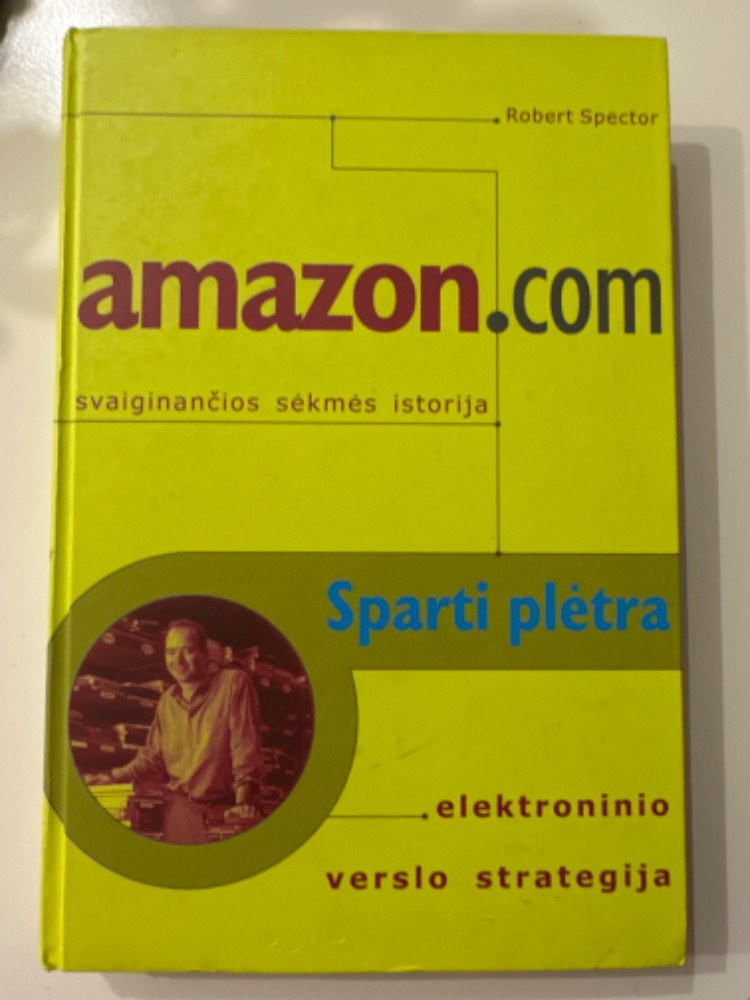 Robert Spector
amazon.com
svaiginančios sėkmės istorija
Sparti plėtra
elektroninio
verslo strategija